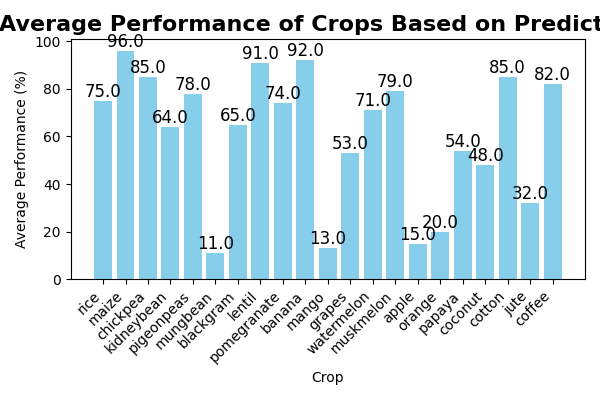 Average Performance of Crops Based on Predict
Average Performance (%)
100
80
60
40
20
0
75.0
96.0
85.0
64.0
78.0
11.0
65.0
91.0
74.0
92.0
13.0
53.0
71.0
79.0
15.0
20.0
54.0
48.0
85.0
32.0
82.0
rice
maize
chickpea
kidneybean
pigeonpeas
mungbean
blackgram
lentil
pomegranate
banana
mango
grapes
watermelon
muskmelon
apple
orange
papaya
coconut
cotton
jute
coffee
Crop